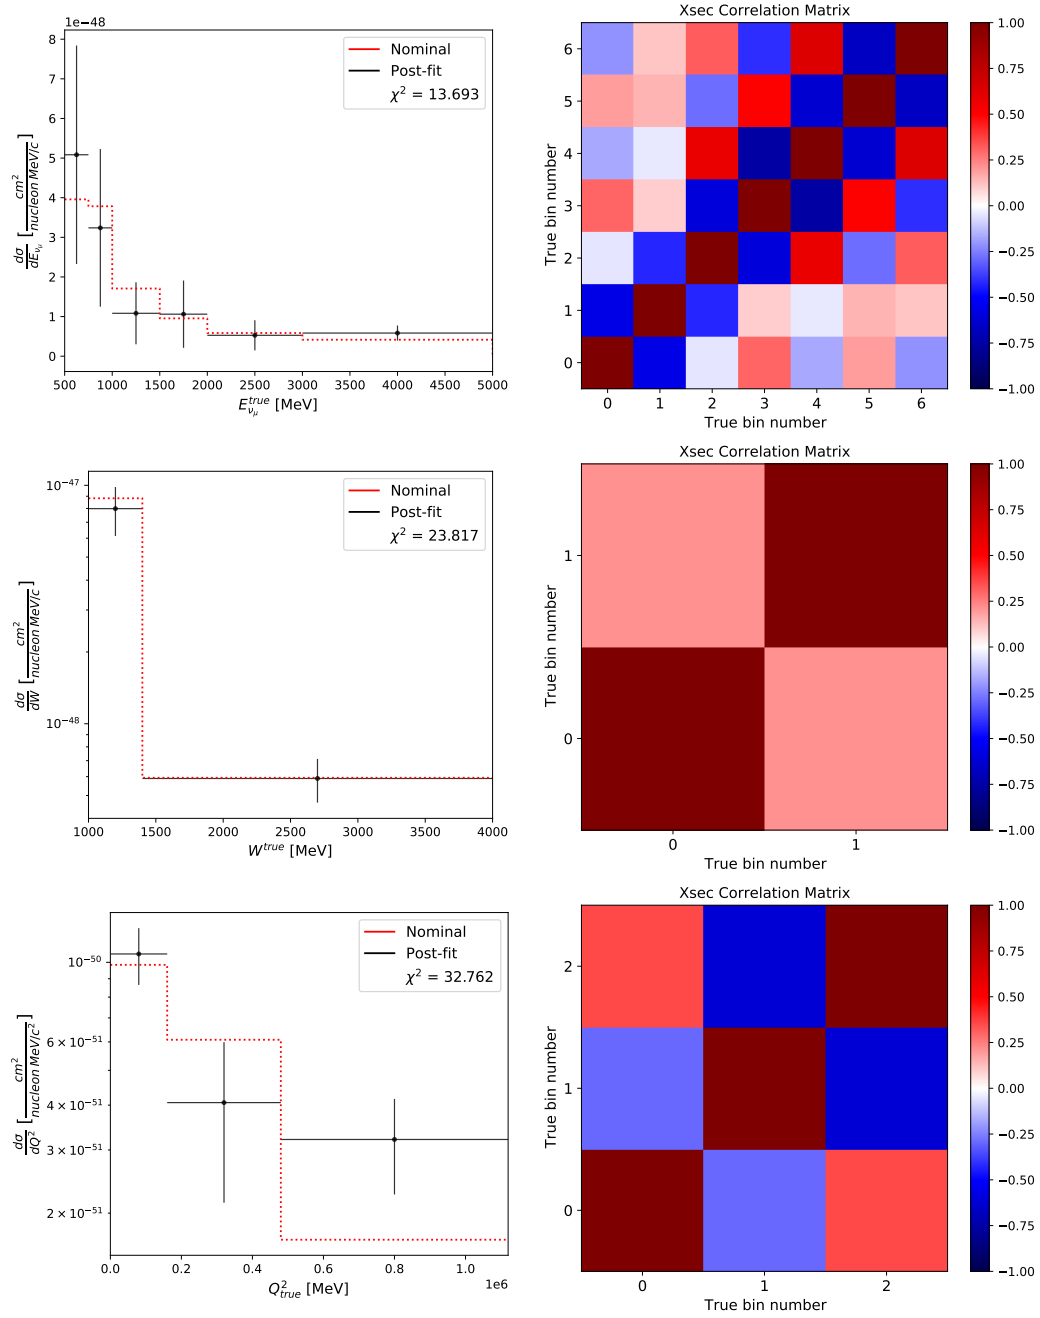 1e−48
8
7
6
5
4
3
2
1
0
dσ/dE_νμ [cm²/nucleon MeV/c]
Nominal
Post-fit
χ² = 13.693
500 1000 1500 2000 2500 3000 3500 4000 4500 5000
E_νμ^true [MeV]
Xsec Correlation Matrix
True bin number
6
5
4
3
2
1
0
0 1 2 3 4 5 6
True bin number
1.00
0.75
0.50
0.25
0.00
−0.25
−0.50
−0.75
−1.00
10⁻⁴⁷
10⁻⁴⁸
dσ/dW [cm²/nucleon MeV/c]
Nominal
Post-fit
χ² = 23.817
1000 1500 2000 2500 3000 3500 4000
W^true [MeV]
Xsec Correlation Matrix
True bin number
1
0
0 1
True bin number
1.00
0.75
0.50
0.25
0.00
−0.25
−0.50
−0.75
−1.00
10⁻⁵⁰
6 × 10⁻⁵¹
4 × 10⁻⁵¹
3 × 10⁻⁵¹
2 × 10⁻⁵¹
dσ/dQ² [cm²/nucleon MeV/c²]
Nominal
Post-fit
χ² = 32.762
0.0 0.2 0.4 0.6 0.8 1.0
1e6
Q²_true [MeV]
Xsec Correlation Matrix
True bin number
2
1
0
0 1 2
True bin number
1.00
0.75
0.50
0.25
0.00
−0.25
−0.50
−0.75
−1.00